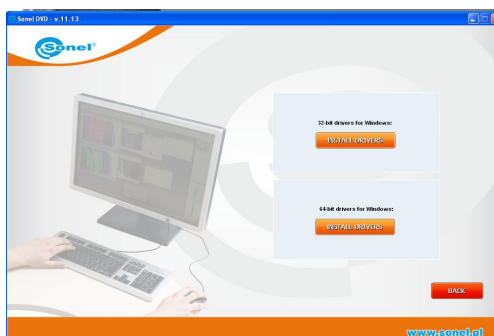 Sonel DVD - v.11.13
Sonel®
32-bit drivers for Windows:
INSTALL DRIVERS
64-bit drivers for Windows:
INSTALL DRIVERS
BACK
www.sonel.pl